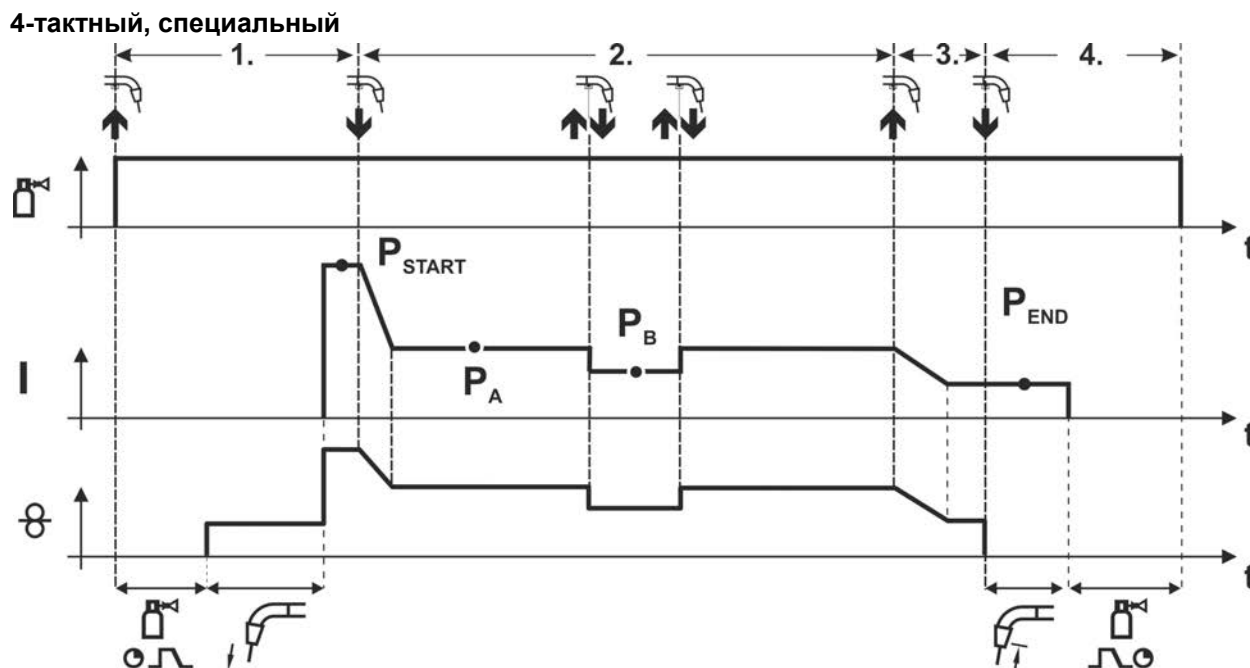 4-тактный, специальный
1. 2. 3. 4.
t
P START
P B
P END
P A
I
t
t